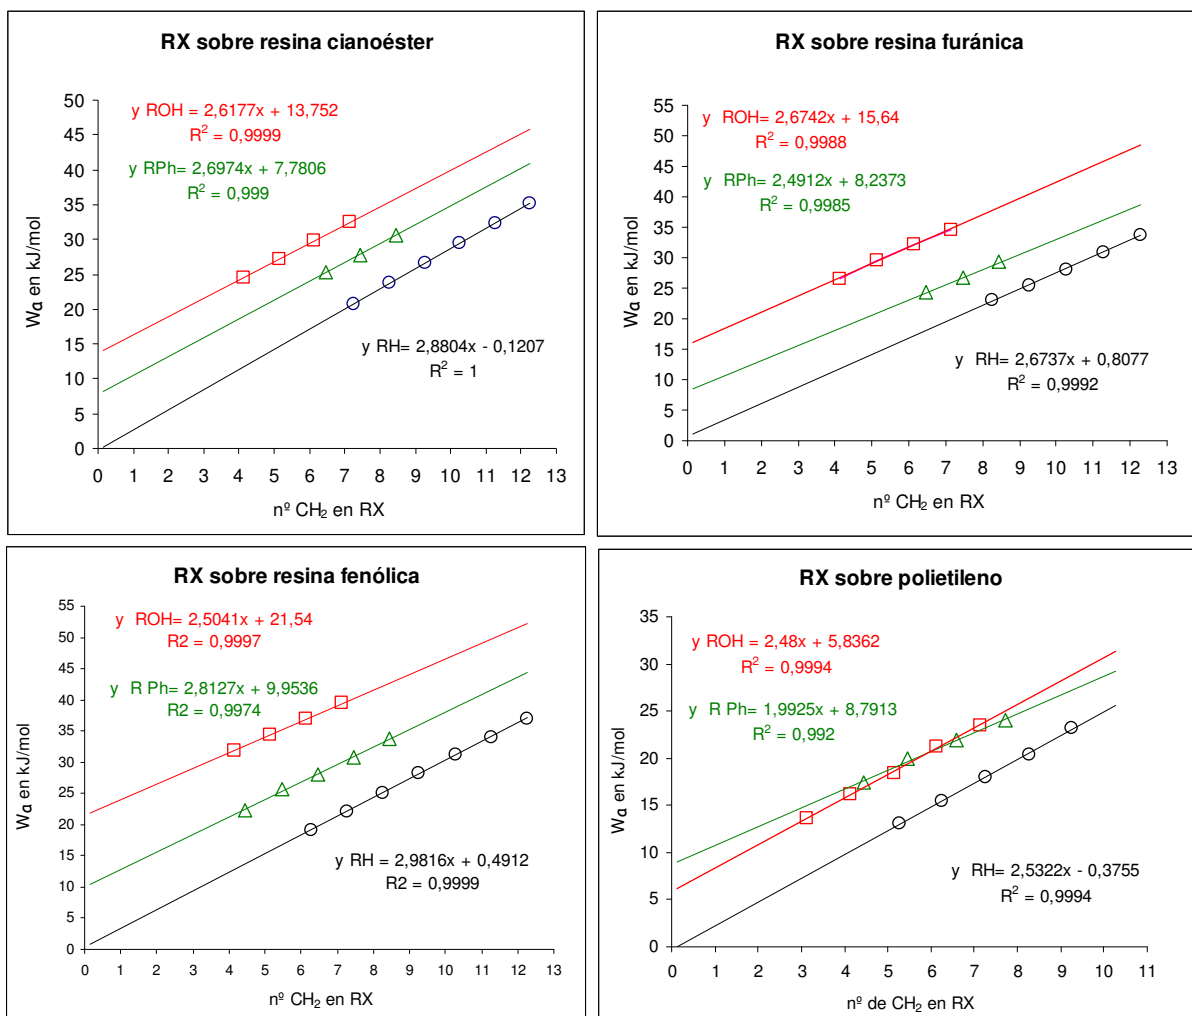 RX sobre resina cianoéster
y ROH = 2,6177x + 13,752
R² = 0,9999
y RPh= 2,6974x + 7,7806
R² = 0,999
y RH= 2,8804x - 0,1207
R² = 1
Wα en kJ/mol
50
45
40
35
30
25
20
15
10
5
0
0 1 2 3 4 5 6 7 8 9 10 11 12 13
nº CH₂ en RX
RX sobre resina furánica
y ROH= 2,6742x + 15,64
R² = 0,9988
y RPh= 2,4912x + 8,2373
R² = 0,9985
y RH= 2,6737x + 0,8077
R² = 0,9992
Wα en kJ/mol
55
50
45
40
35
30
25
20
15
10
5
0
0 1 2 3 4 5 6 7 8 9 10 11 12 13
nº CH₂ en RX
RX sobre resina fenólica
y ROH= 2,5041x + 21,54
R2 = 0,9997
y R Ph= 2,8127x + 9,9536
R2 = 0,9974
y RH = 2,9816x + 0,4912
R2 = 0,9999
Wα en kJ/mol
55
50
45
40
35
30
25
20
15
10
5
0
0 1 2 3 4 5 6 7 8 9 10 11 12 13
nº CH₂ en RX
RX sobre polietileno
y ROH = 2,48x + 5,8362
R² = 0,9994
y R Ph= 1,9925x + 8,7913
R² = 0,992
y RH= 2,5322x - 0,3755
R² = 0,9994
Wα en kJ/mol
35
30
25
20
15
10
5
0
0 1 2 3 4 5 6 7 8 9 10 11
nº de CH₂ en RX